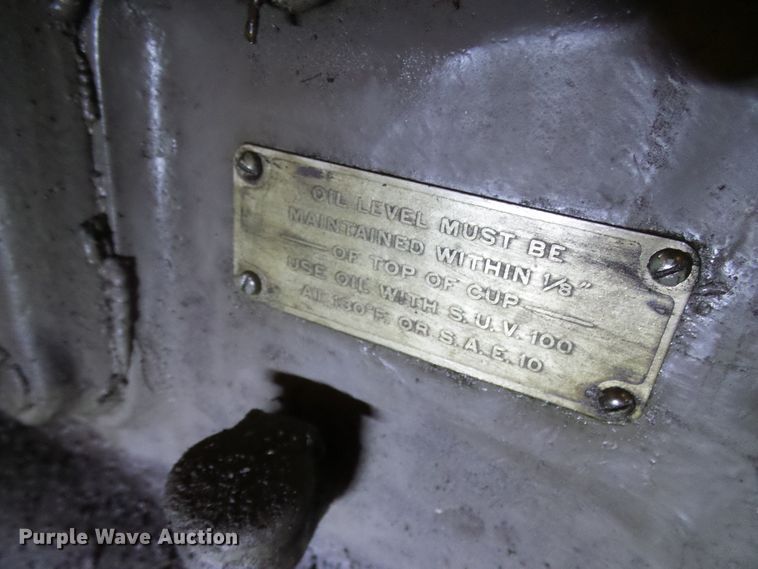 OIL LEVEL MUST BE
MAINTAINED WITHIN 1/8"
OF TOP OF CUP
USE OIL WITH S.U.V. 100
AT 130°F. OR S.A.E. 10
Purple Wave Auction